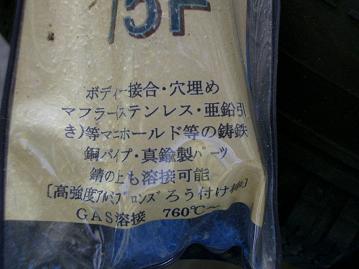 15F
ボディー接合・穴埋め
マフラー(ステンレス・亜鉛引
き)等マニホールド等の鋳鉄
銅パイプ・真鍮製パーツ
錆の上も溶接可能
〔高強度アルミブロンズろう付け
GAS溶接 760℃～